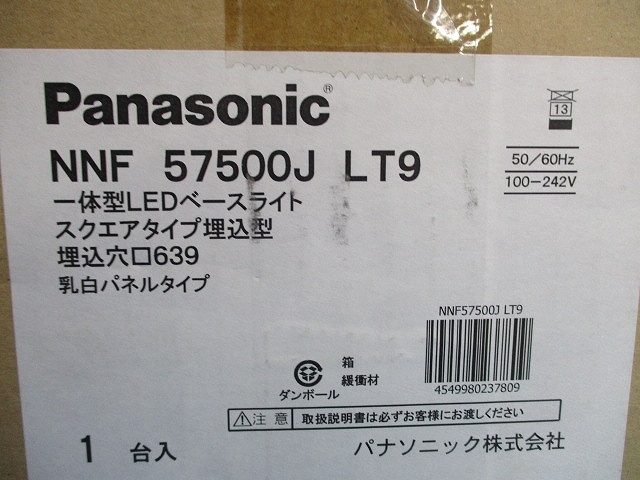 Panasonic®
NNF 57500J LT9
一体型LEDベースライト
スクエアタイプ埋込型
埋込穴□639
乳白パネルタイプ
13
50/60Hz
100-242V
NNF57500J LT9
4549980237809
箱
緩衝材
ダンボール
⚠注意 取扱説明書は必ずお客様にお渡しください
1 台入
パナソニック株式会社